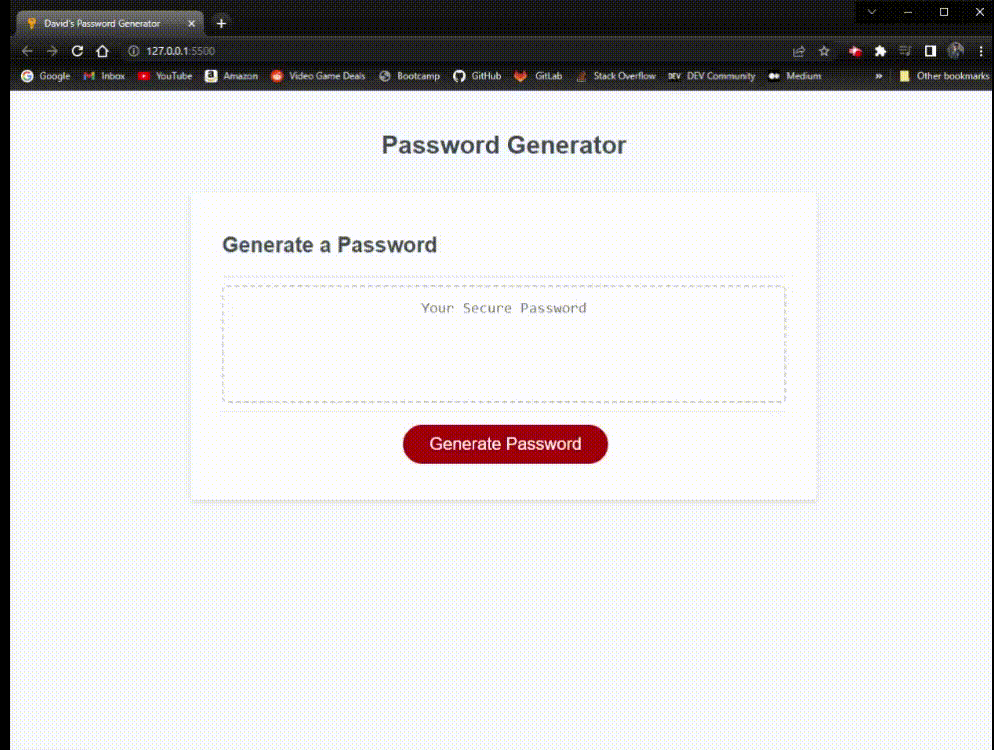 David's Password Generator
127.0.0.1:5500
Google Inbox YouTube Amazon Video Game Deals Bootcamp GitHub GitLab Stack Overflow DEV DEV Community Medium » Other bookmarks
Password Generator
Generate a Password
Your Secure Password
Generate Password